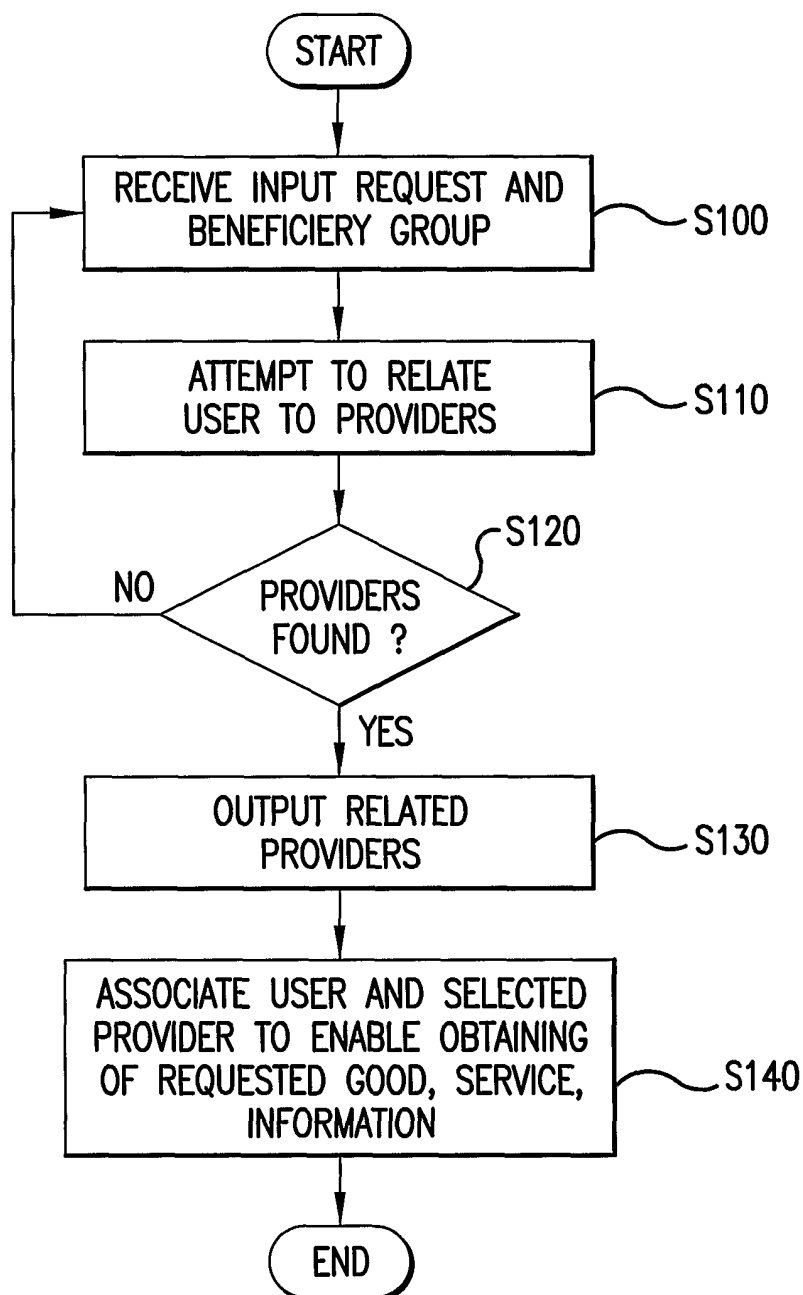 START
RECEIVE INPUT REQUEST AND
BENEFICIERY GROUP
S100
ATTEMPT TO RELATE
USER TO PROVIDERS
S110
S120
NO
PROVIDERS
FOUND ?
YES
OUTPUT RELATED
PROVIDERS
S130
ASSOCIATE USER AND SELECTED
PROVIDER TO ENABLE OBTAINING
OF REQUESTED GOOD, SERVICE,
INFORMATION
S140
END